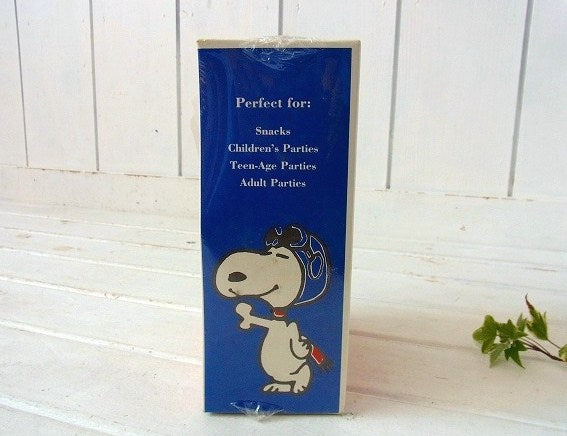 Perfect for:
Snacks
Children's Parties
Teen-Age Parties
Adult Parties